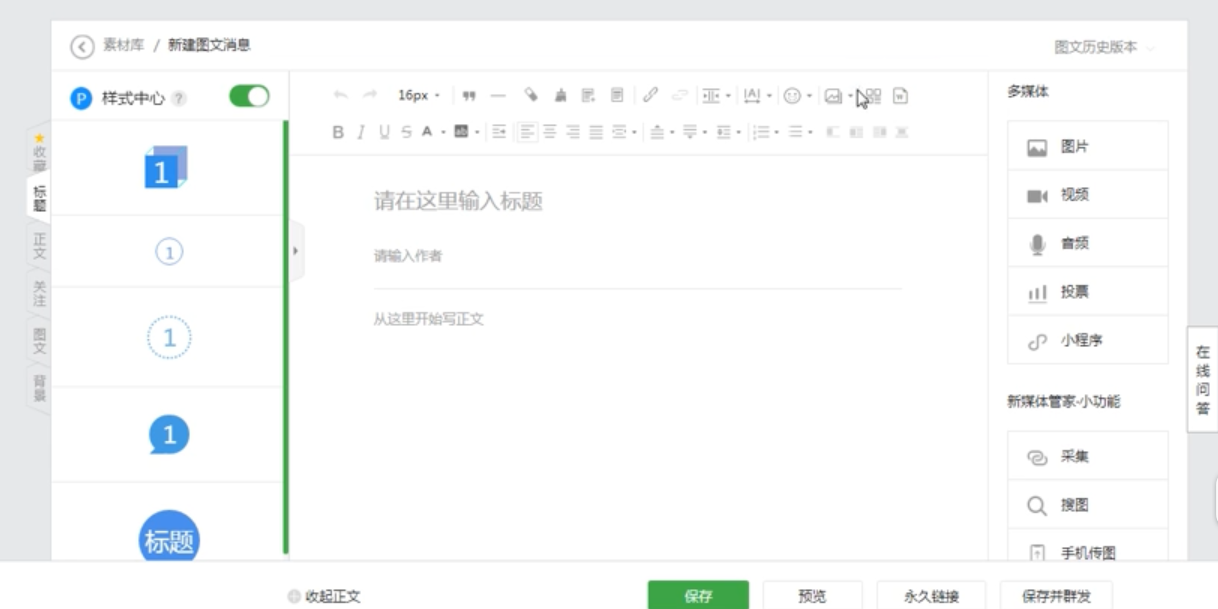 素材库 / 新建图文消息
图文历史版本
P 样式中心 ?
16px
B I U S A
收藏
标题
正文
关注
图文
背景
1
1
1
1
标题
请在这里输入标题
请输入作者
从这里开始写正文
多媒体
图片
视频
音频
投票
小程序
新媒体管家-小功能
采集
搜图
手机传图
在线问答
收起正文
保存
预览
永久链接
保存并群发